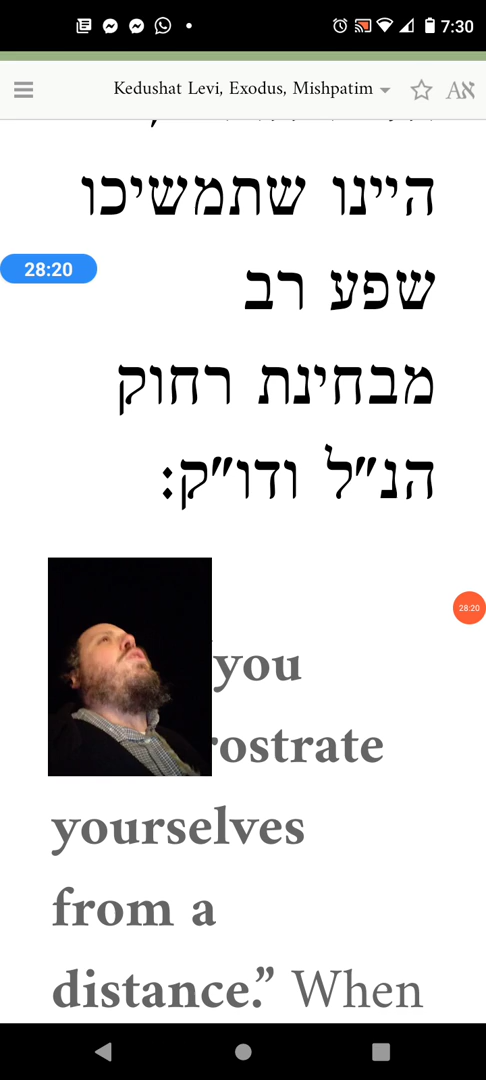 7:30
Kedushat Levi, Exodus, Mishpatim
Aא
היינו שתמשיכו
28:20
שפע רב
מבחינת רחוק
הנ״ל ודו״ק:
28:20
you
rostrate
yourselves
from a
distance.” When